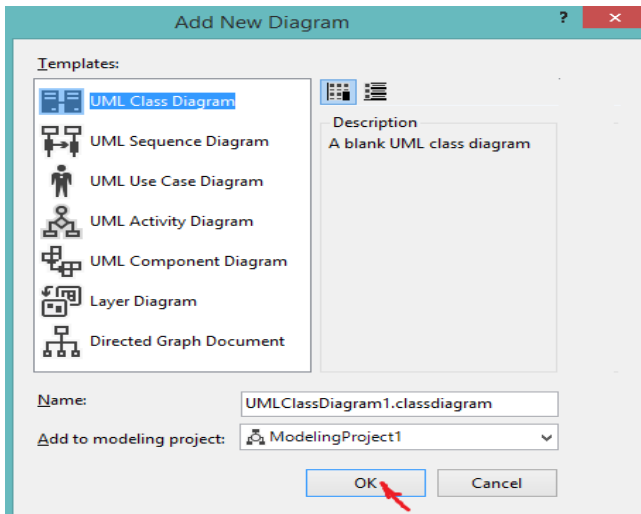 Add New Diagram
?
×
Templates:
UML Class Diagram
UML Sequence Diagram
UML Use Case Diagram
UML Activity Diagram
UML Component Diagram
Layer Diagram
Directed Graph Document
Description
A blank UML class diagram
Name:
UMLClassDiagram1.classdiagram
Add to modeling project:
ModelingProject1
OK
Cancel